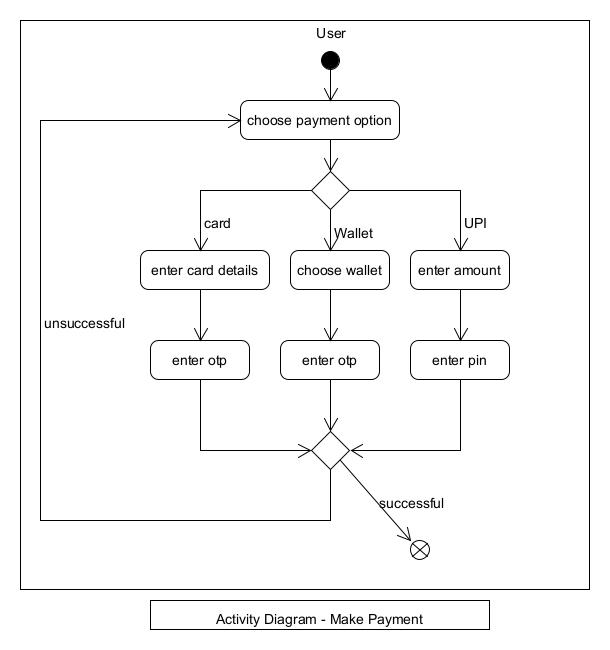 User
choose payment option
card
Wallet
UPI
enter card details
choose wallet
enter amount
unsuccessful
enter otp
enter otp
enter pin
successful
Activity Diagram - Make Payment